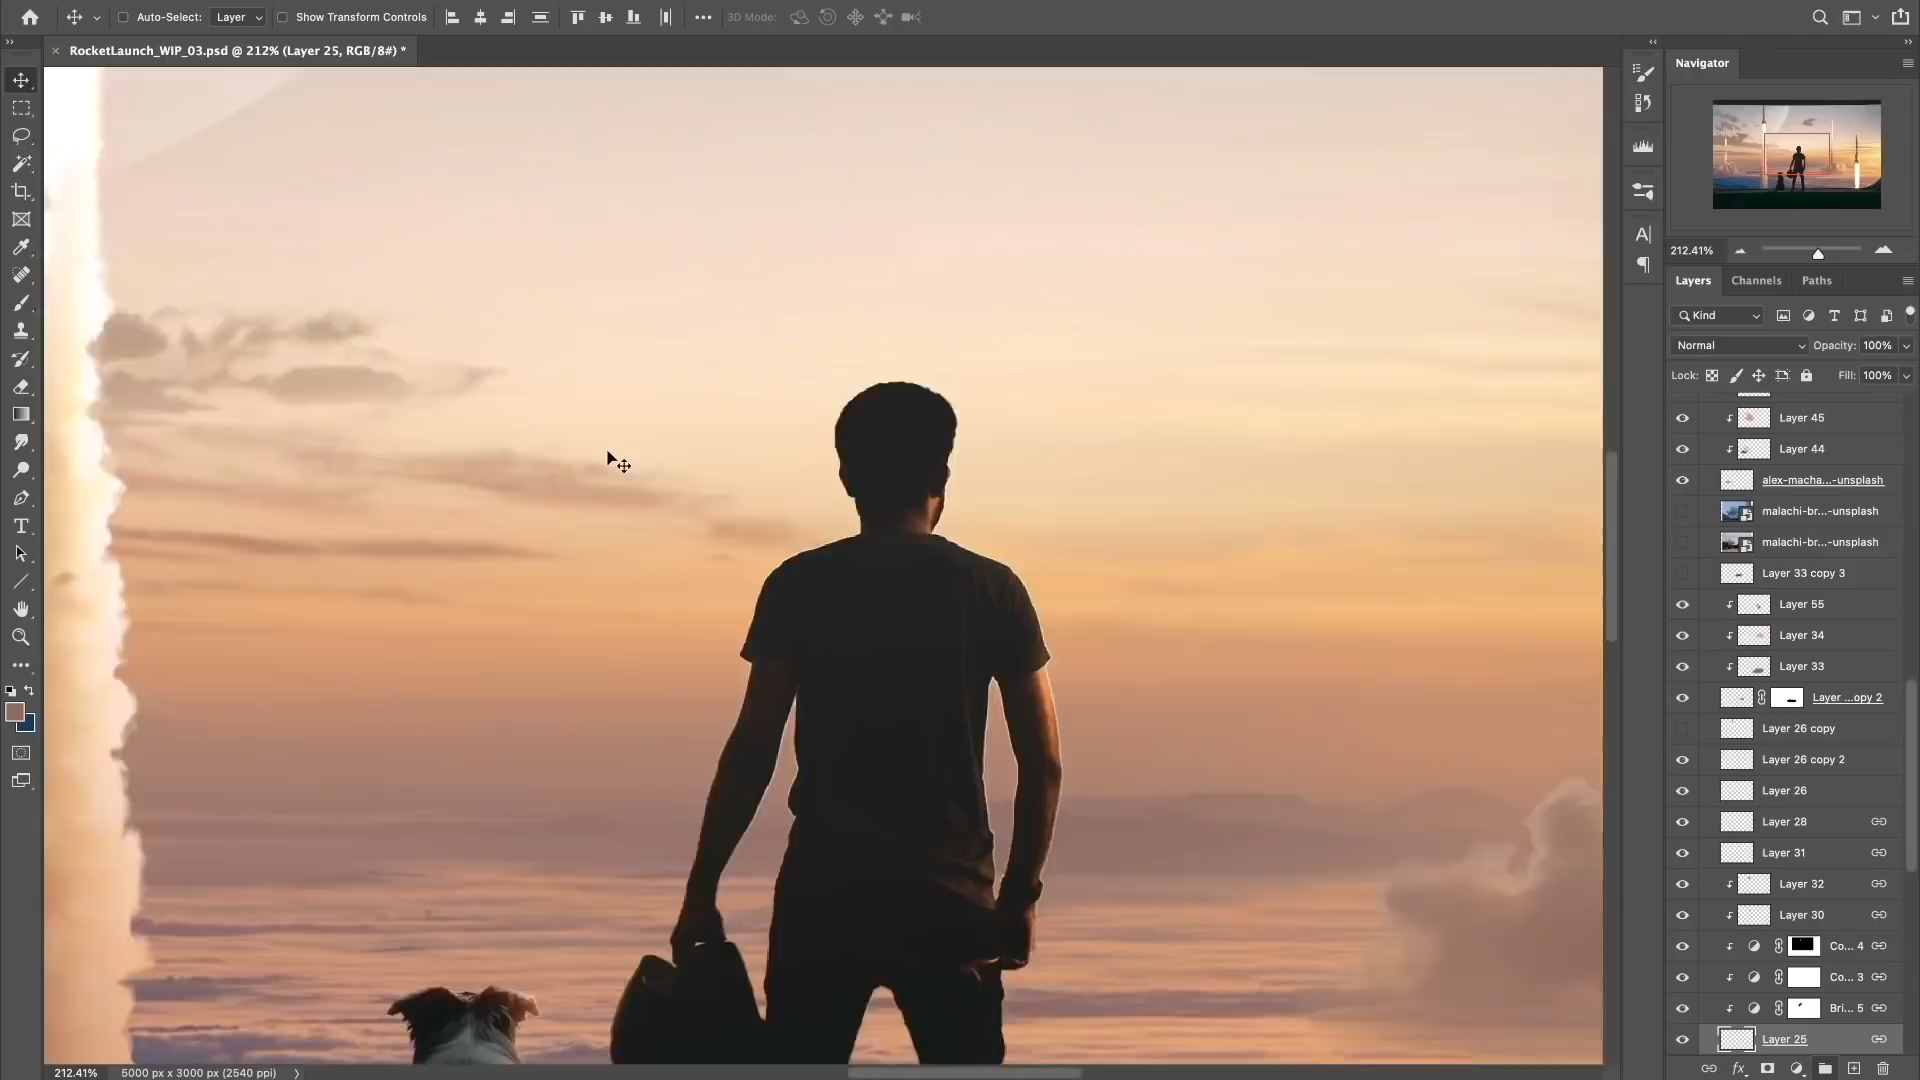 Auto-Select:
Layer
Show Transform Controls
3D Mode:
RocketLaunch_WIP_03.psd @ 212% (Layer 25, RGB/8#) *
Navigator
212.41%
Layers
Channels
Paths
Kind
Normal
Opacity: 100%
Lock:
Fill: 100%
Layer 45
Layer 44
alex-macha...-unsplash
malachi-br...-unsplash
malachi-br...-unsplash
Layer 33 copy 3
Layer 55
Layer 34
Layer 33
Layer ...opy 2
Layer 26 copy
Layer 26 copy 2
Layer 26
Layer 28
Layer 31
Layer 32
Layer 30
Co... 4
Co... 3
Bri... 5
Layer 25
212.41%
5000 px x 3000 px (2540 ppi)